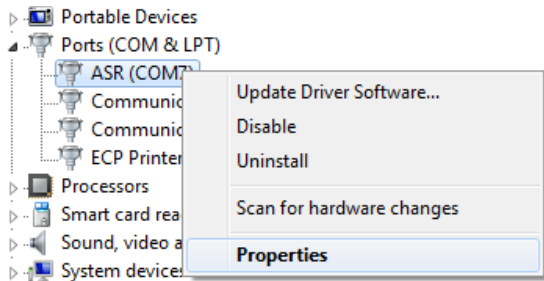 Portable Devices
Ports (COM & LPT)
ASR (COM7)
Communic
Communic
ECP Printer
Processors
Smart card rea
Sound, video a
System devices
Update Driver Software...
Disable
Uninstall
Scan for hardware changes
Properties